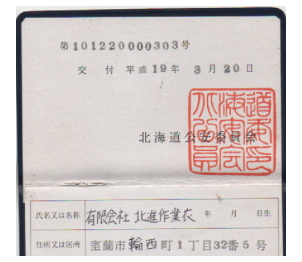 第101220000303号
交付 平成19年 3月20日
北海道公安委員会
氏名又は名称 有限会社 北進作業衣 年 月 日生
住所又は居所 室蘭市輪西町1丁目32番5号